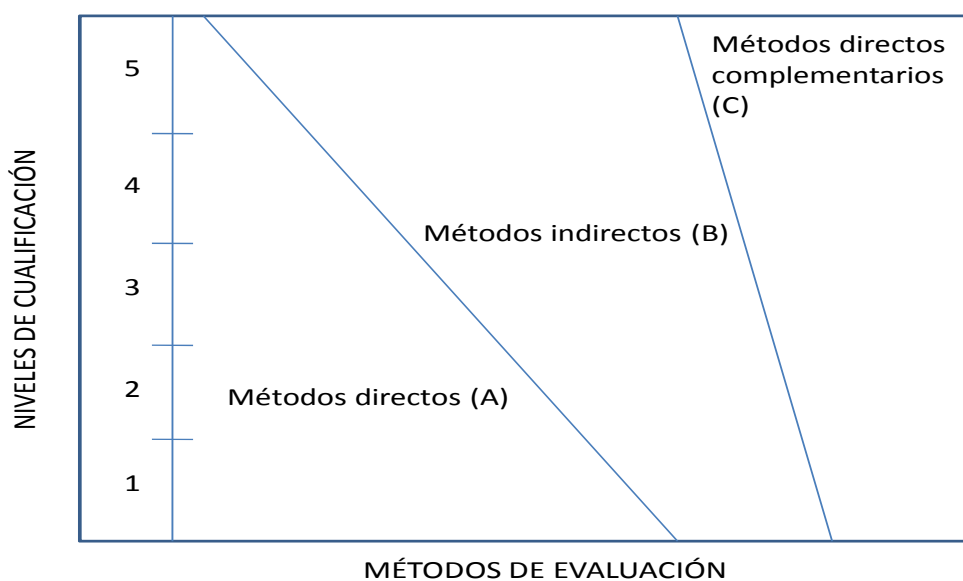 Métodos directos
complementarios
(C)
5
4
Métodos indirectos (B)
3
Métodos directos (A)
2
1
NIVELES DE CUALIFICACIÓN
MÉTODOS DE EVALUACIÓN